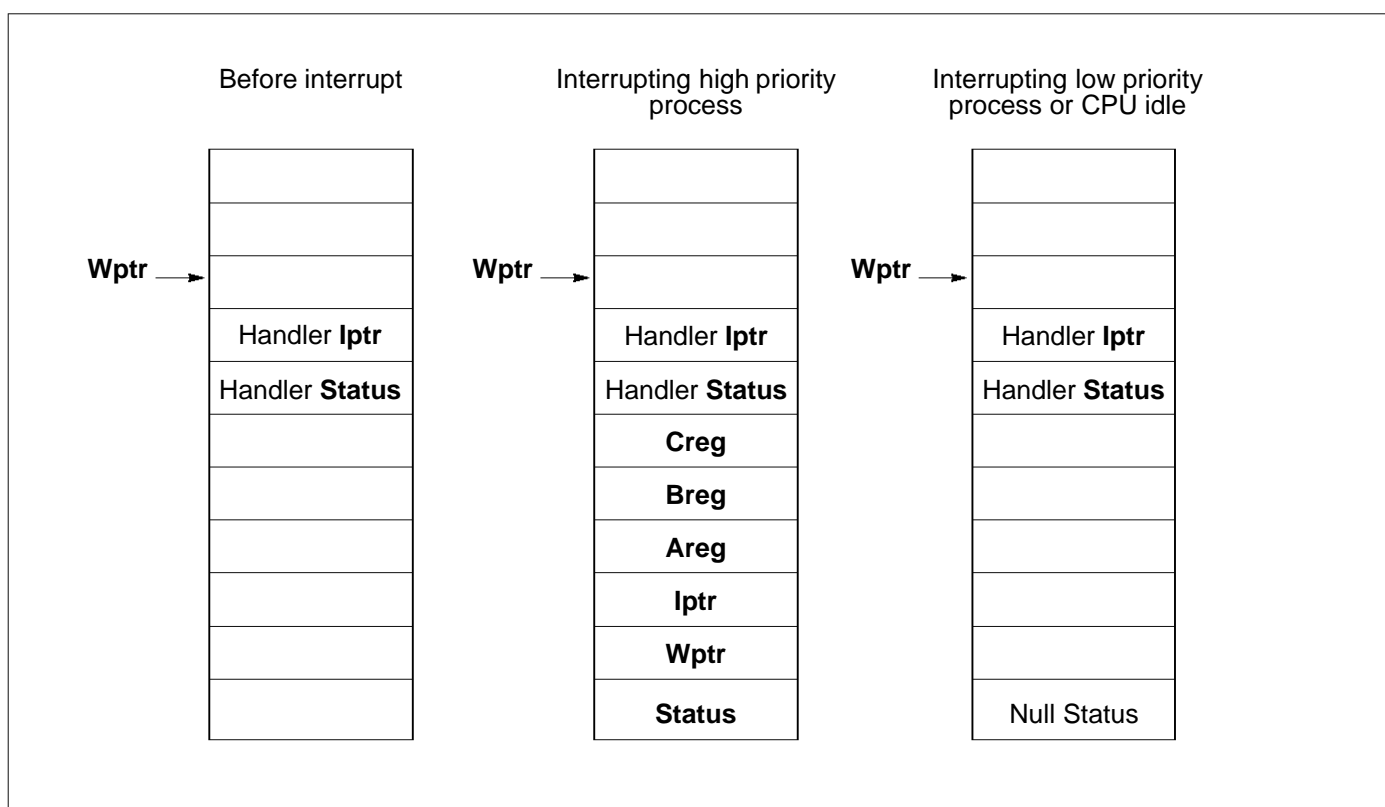 Before interrupt
Interrupting high priority
process
Interrupting low priority
process or CPU idle
Wptr
Handler Iptr
Handler Status
Wptr
Handler Iptr
Handler Status
Creg
Breg
Areg
Iptr
Wptr
Status
Wptr
Handler Iptr
Handler Status
Null Status